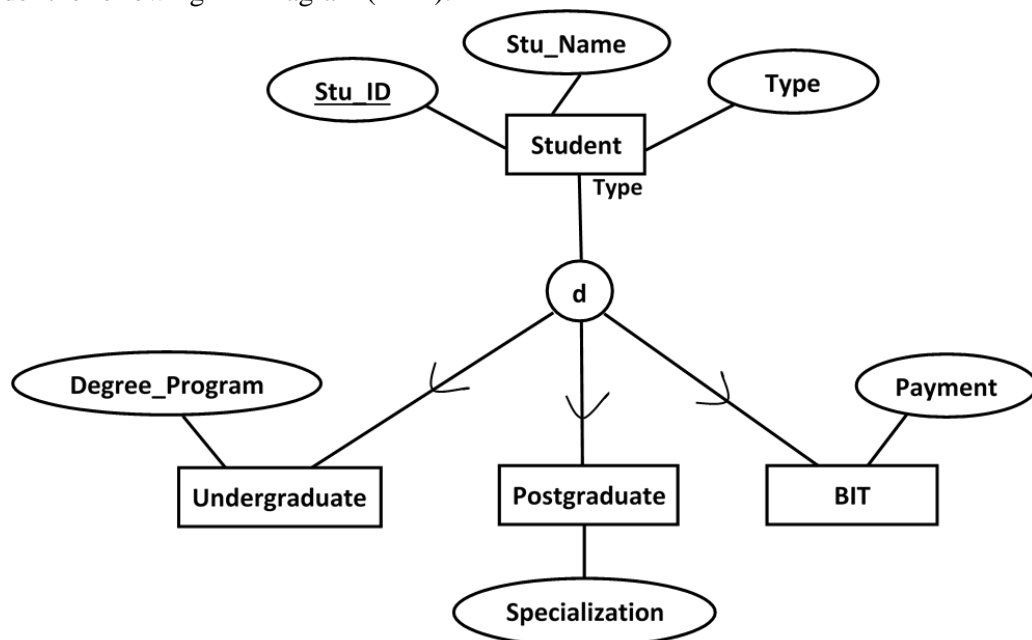 Stu_Name
Stu_ID
Type
Student
Type
d
Degree_Program
Payment
Undergraduate
Postgraduate
BIT
Specialization